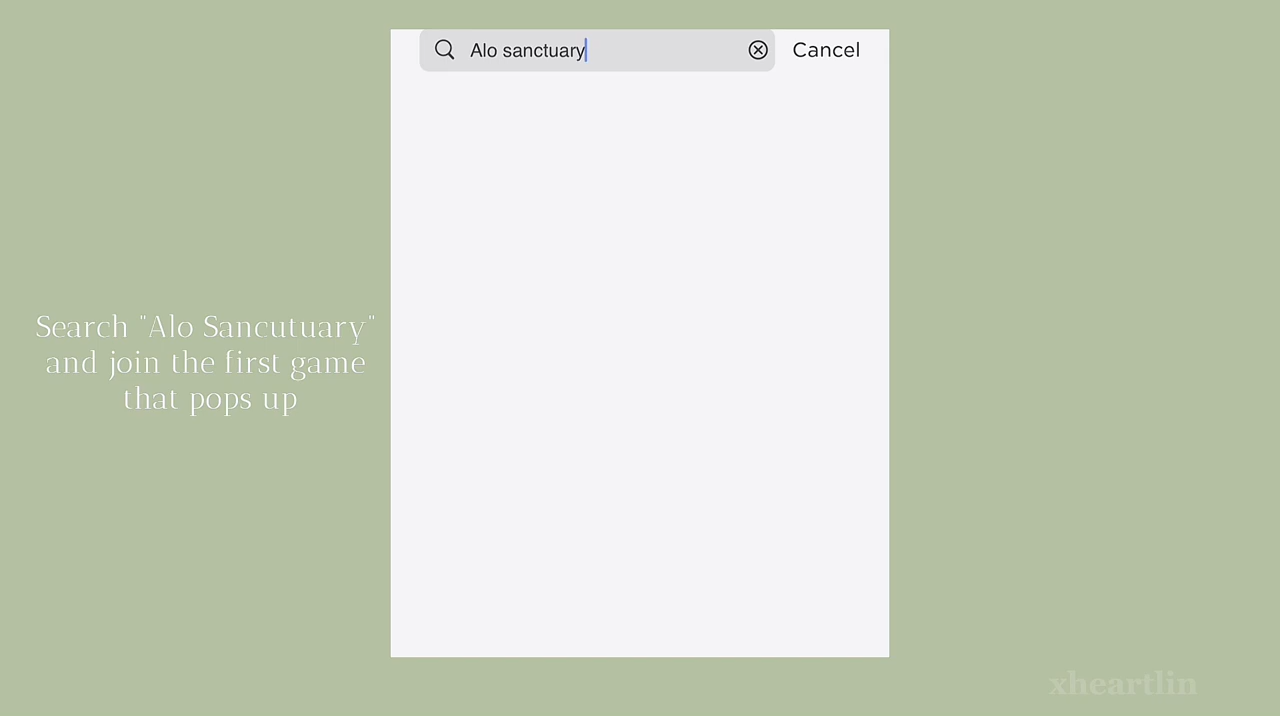 Alo sanctuary
Cancel
Search "Alo Sancutuary"
and join the first game
that pops up
xheartlin